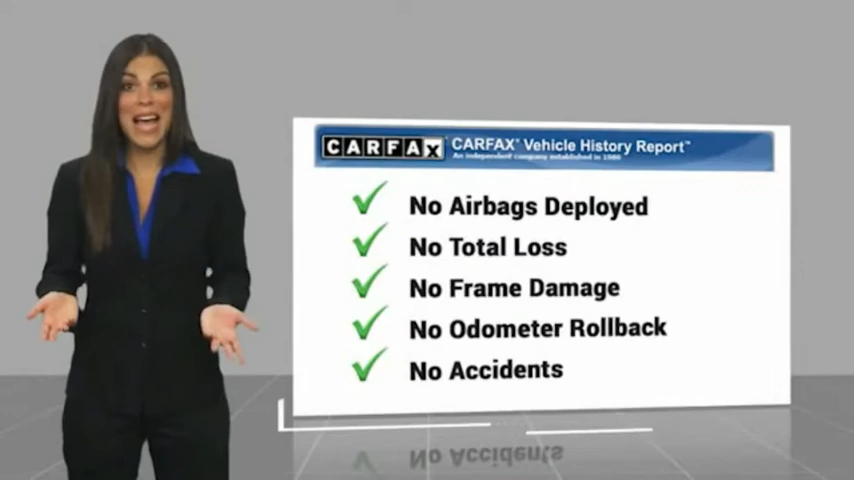 CARFAX CARFAX™ Vehicle History Report™
An independent company established in 1986
No Airbags Deployed
No Total Loss
No Frame Damage
No Odometer Rollback
No Accidents
No Accidents